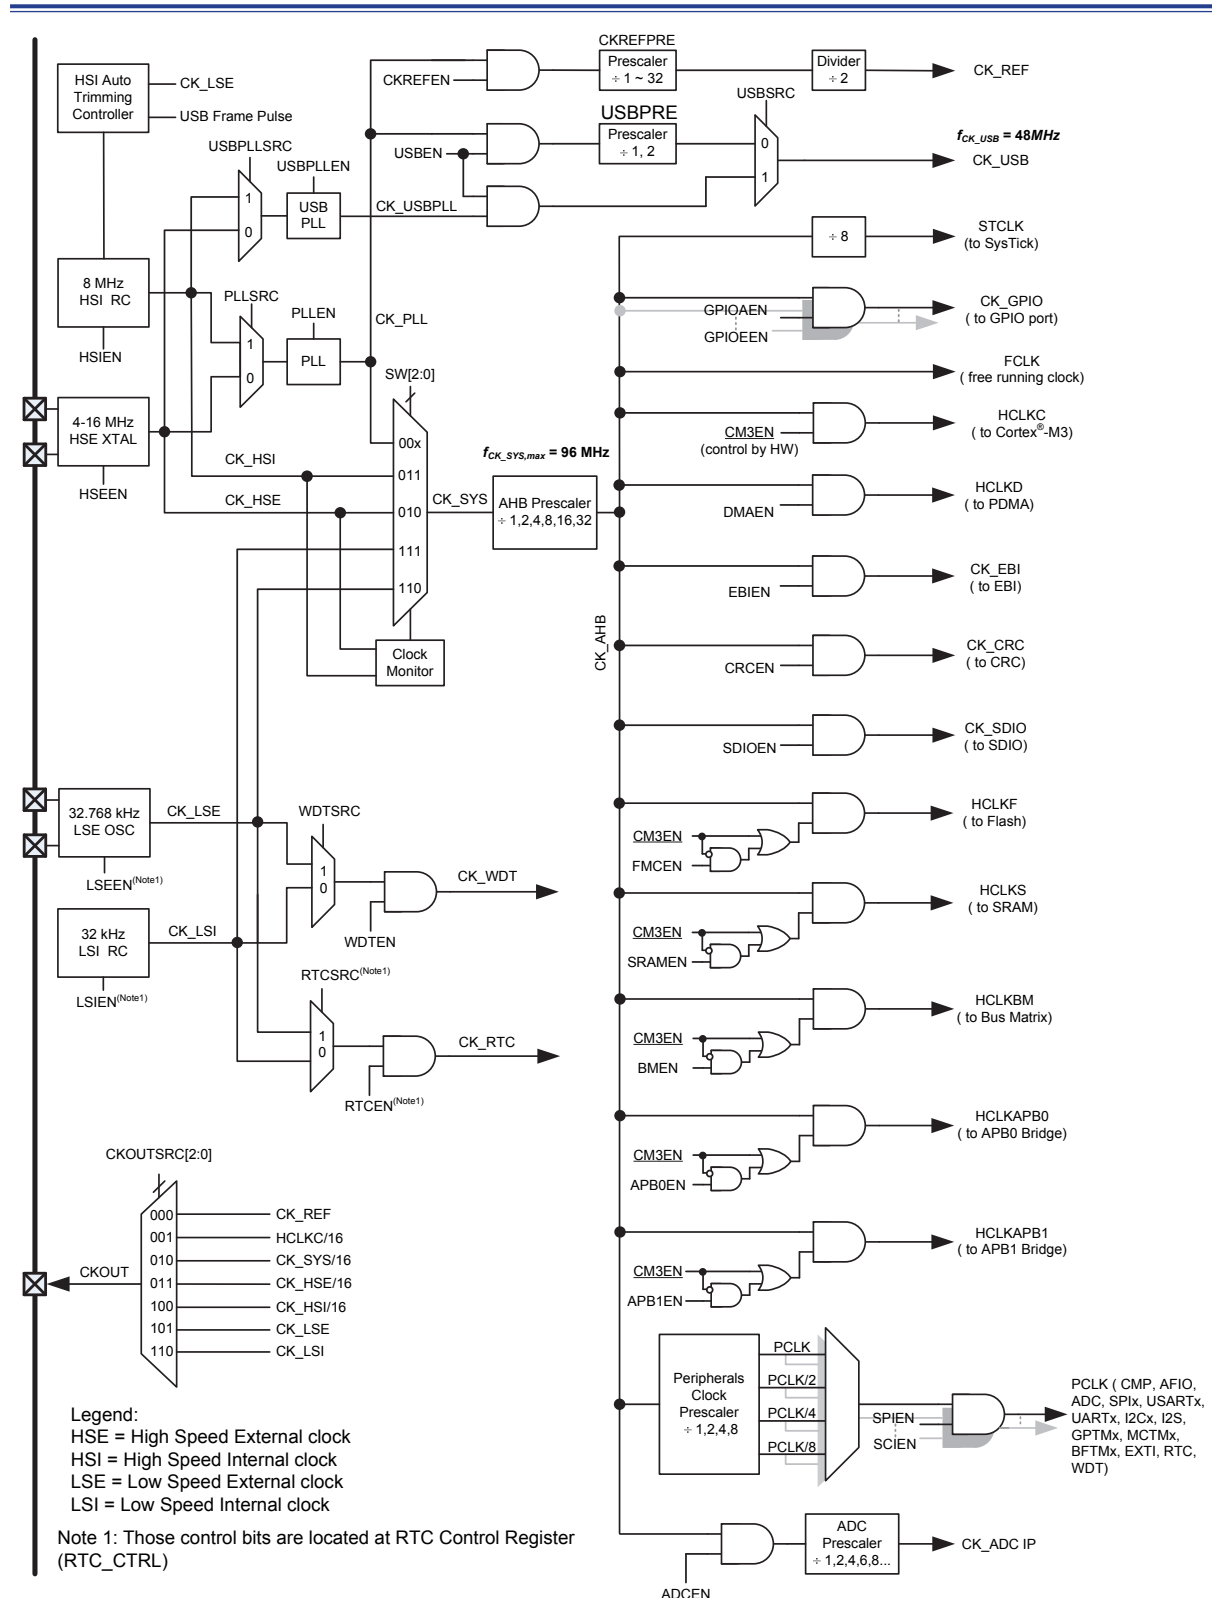 CKREFPRE
Prescaler
÷ 1 ~ 32
CKREFEN
Divider
÷ 2
CK_REF
HSI Auto
Trimming
Controller
CK_LSE
USB Frame Pulse
USBPRE
Prescaler
÷ 1, 2
USBEN
USBSRC
0
1
fCK_USB = 48MHz
CK_USB
USBPLLSRC
1
0
USBPLLEN
USB
PLL
CK_USBPLL
÷ 8
STCLK
(to SysTick)
8 MHz
HSI RC
HSIEN
PLLSRC
1
0
PLLEN
PLL
CK_PLL
GPIOAEN
GPIOEEN
CK_GPIO
( to GPIO port)
FCLK
( free running clock)
4-16 MHz
HSE XTAL
HSEEN
SW[2:0]
00x
011
010
111
110
CK_HSI
CK_HSE
CK_SYS
fCK_SYS,max = 96 MHz
AHB Prescaler
÷ 1,2,4,8,16,32
CM3EN
(control by HW)
HCLKC
( to Cortex®-M3)
DMAEN
HCLKD
( to PDMA)
EBIEN
CK_EBI
( to EBI)
Clock
Monitor
CK_AHB
CRCEN
CK_CRC
( to CRC)
SDIOEN
CK_SDIO
( to SDIO)
32.768 kHz
LSE OSC
LSEEN(Note1)
CK_LSE
WDTSRC
1
0
WDTEN
CK_WDT
CM3EN
FMCEN
HCLKF
( to Flash)
32 kHz
LSI RC
LSIEN(Note1)
CK_LSI
CM3EN
SRAMEN
HCLKS
( to SRAM)
RTCSRC(Note1)
1
0
RTCEN(Note1)
CK_RTC
CM3EN
BMEN
HCLKBM
( to Bus Matrix)
CM3EN
APB0EN
HCLKAPB0
( to APB0 Bridge)
CKOUTSRC[2:0]
000
CK_REF
001
HCLKC/16
010
CK_SYS/16
011
CK_HSE/16
100
CK_HSI/16
101
CK_LSE
110
CK_LSI
CKOUT
CM3EN
APB1EN
HCLKAPB1
( to APB1 Bridge)
Peripherals
Clock
Prescaler
÷ 1,2,4,8
PCLK
PCLK/2
PCLK/4
PCLK/8
SPIEN
SCIEN
PCLK ( CMP, AFIO,
ADC, SPIx, USARTx,
UARTx, I2Cx, I2S,
GPTMx, MCTMx,
BFTMx, EXTI, RTC,
WDT)
Legend:
HSE = High Speed External clock
HSI = High Speed Internal clock
LSE = Low Speed External clock
LSI = Low Speed Internal clock
Note 1: Those control bits are located at RTC Control Register
(RTC_CTRL)
ADCEN
ADC
Prescaler
÷ 1,2,4,6,8...
CK_ADC IP